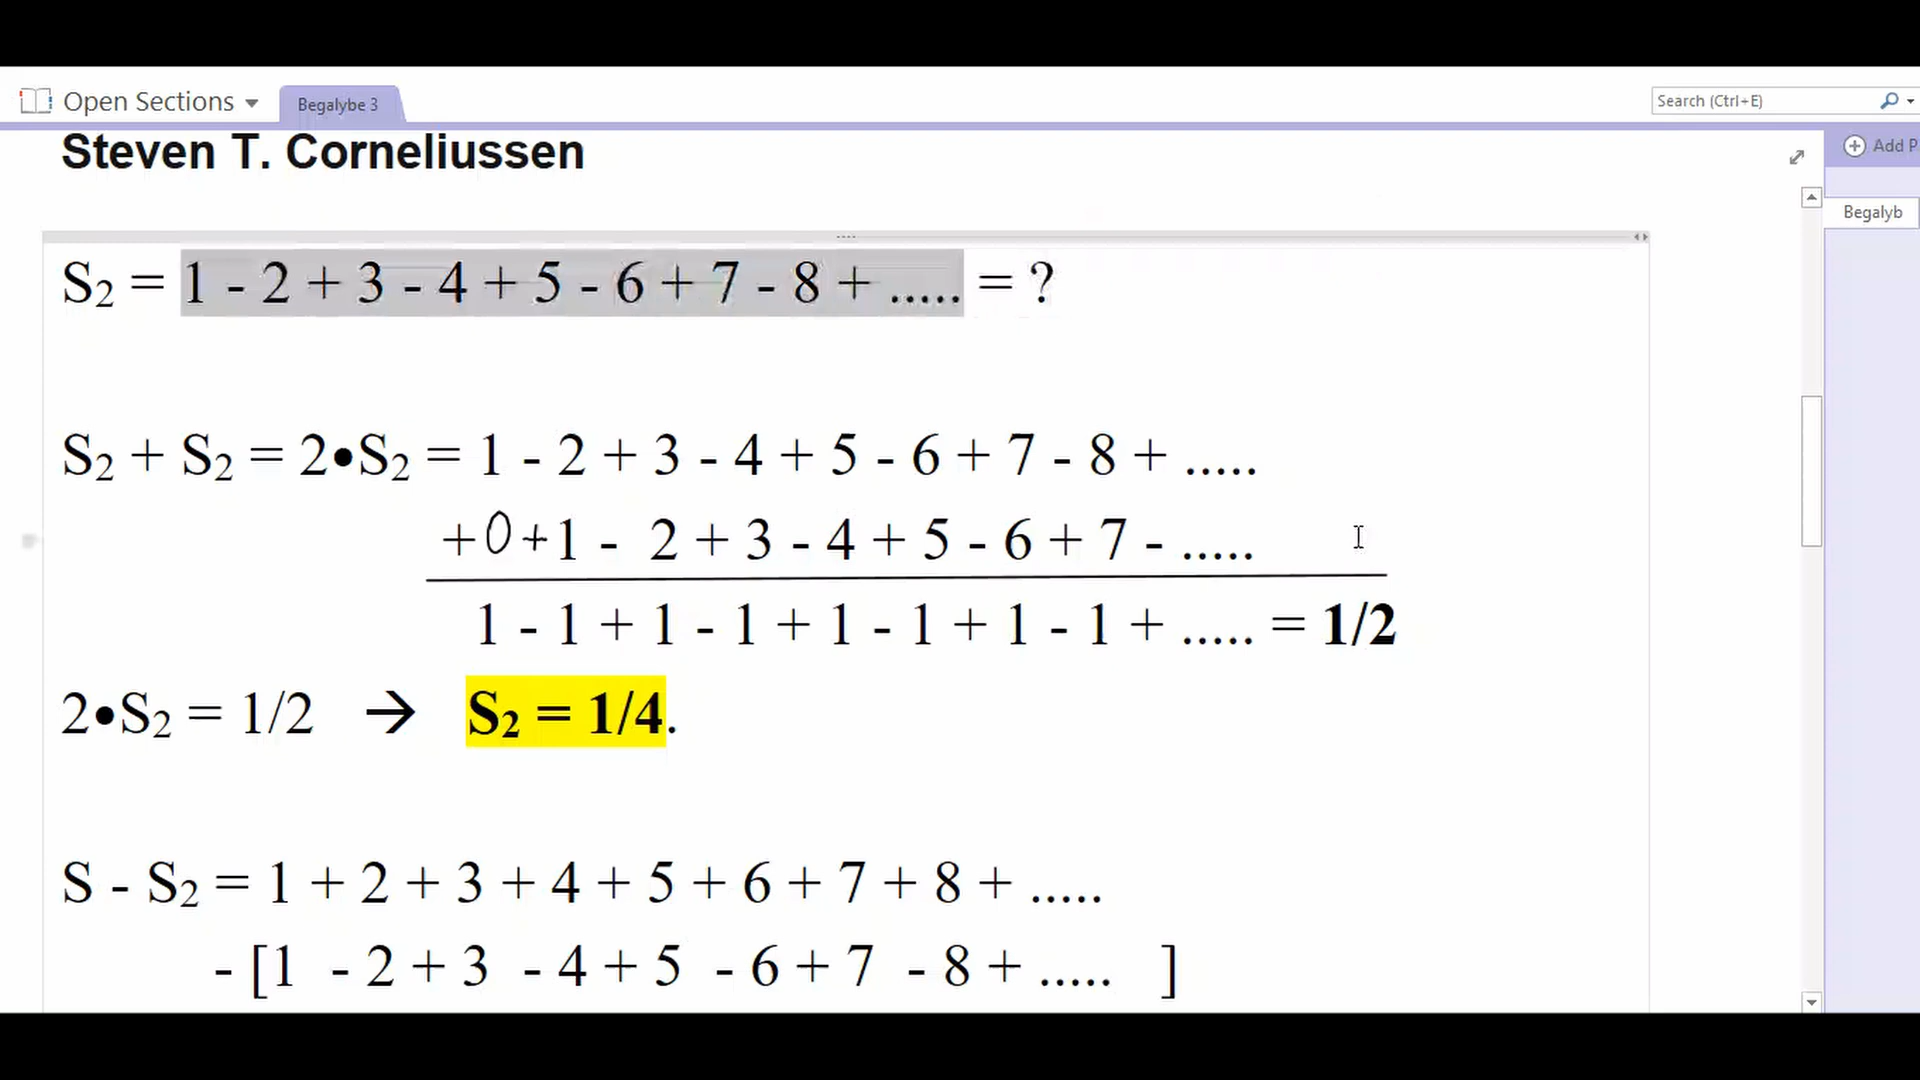 Open Sections Begalybe 3 Search (Ctrl+E)
Add P
Steven T. Corneliussen
Begalyb
S₂ = 1 - 2 + 3 - 4 + 5 - 6 + 7 - 8 + ..... = ?
S₂ + S₂ = 2•S₂ = 1 - 2 + 3 - 4 + 5 - 6 + 7 - 8 + .....
+0+1 - 2 + 3 - 4 + 5 - 6 + 7 - .....
1 - 1 + 1 - 1 + 1 - 1 + 1 - 1 + ..... = 1/2
2•S₂ = 1/2 → S₂ = 1/4.
S - S₂ = 1 + 2 + 3 + 4 + 5 + 6 + 7 + 8 + .....
- [1 - 2 + 3 - 4 + 5 - 6 + 7 - 8 + ..... ]